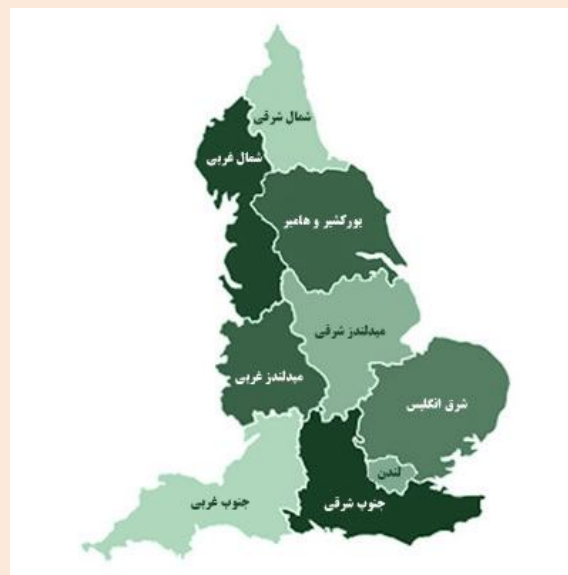 شمال شرقی
شمال غربی
یورکشیر و هامبر
میدلندز شرقی
میدلندز غربی
شرق انگلیس
لندن
جنوب شرقی
جنوب غربی